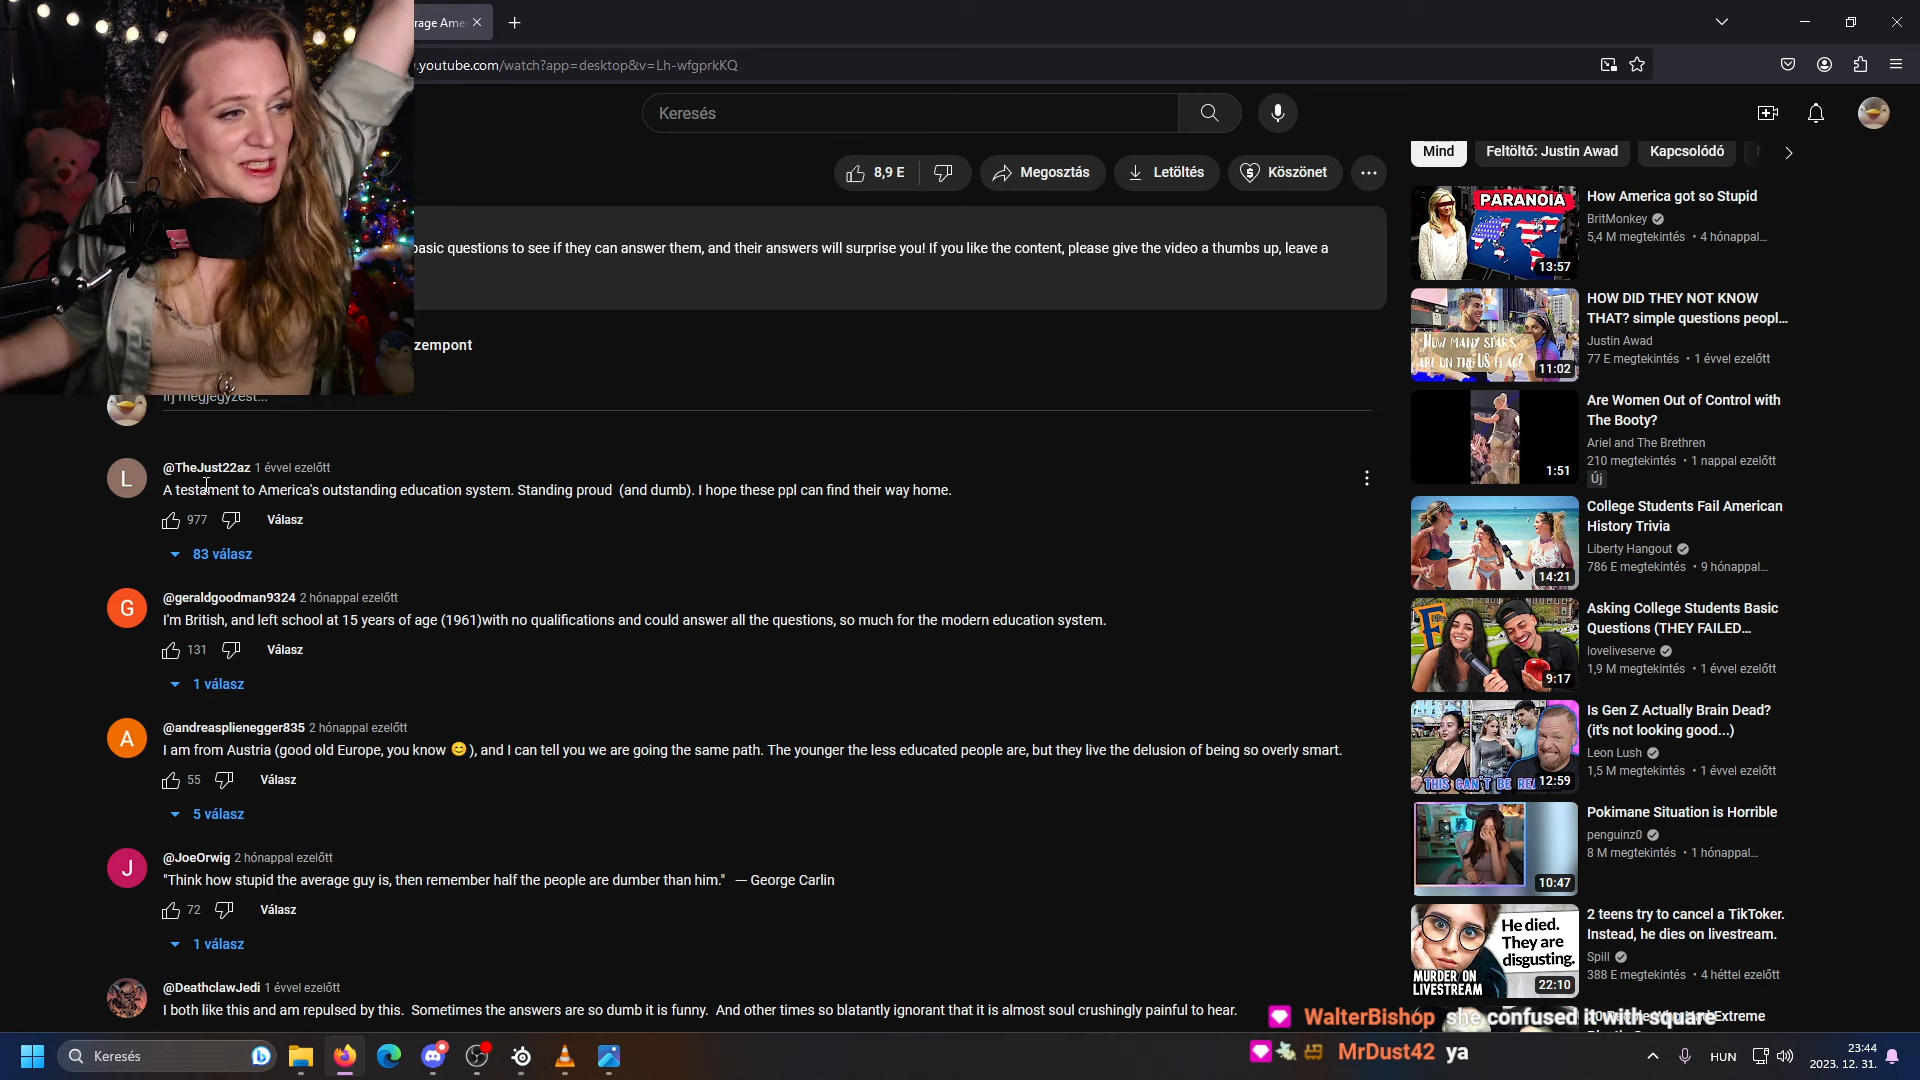 rage Ame
.youtube.com/watch?app=desktop&v=Lh-wfgprkKQ
Keresés
8,9 E
Megosztás
Letöltés
Köszönet
asic questions to see if they can answer them, and their answers will surprise you! If you like the content, please give the video a thumbs up, leave a
zempont
Írj megjegyzést...
L
@TheJust22az 1 évvel ezelőtt
A testament to America's outstanding education system. Standing proud (and dumb). I hope these ppl can find their way home.
977
Válasz
83 válasz
G
@geraldgoodman9324 2 hónappal ezelőtt
I'm British, and left school at 15 years of age (1961)with no qualifications and could answer all the questions, so much for the modern education system.
131
Válasz
1 válasz
A
@andreasplienegger835 2 hónappal ezelőtt
I am from Austria (good old Europe, you know 😊), and I can tell you we are going the same path. The younger the less educated people are, but they live the delusion of being so overly smart.
55
Válasz
5 válasz
J
@JoeOrwig 2 hónappal ezelőtt
"Think how stupid the average guy is, then remember half the people are dumber than him." — George Carlin
72
Válasz
1 válasz
@DeathclawJedi 1 évvel ezelőtt
I both like this and am repulsed by this. Sometimes the answers are so dumb it is funny. And other times so blatantly ignorant that it is almost soul crushingly painful to hear.
Mind
Feltöltő: Justin Awad
Kapcsolódó
PARANOIA
13:57
How America got so Stupid
BritMonkey
5,4 M megtekintés • 4 hónappal...
HOW MANY STARS
ARE ON THE US FLAG?
11:02
HOW DID THEY NOT KNOW
THAT? simple questions peopl...
Justin Awad
77 E megtekintés • 1 évvel ezelőtt
1:51
Are Women Out of Control with
The Booty?
Ariel and The Brethren
210 megtekintés • 1 nappal ezelőtt
Új
14:21
College Students Fail American
History Trivia
Liberty Hangout
786 E megtekintés • 9 hónappal...
F
9:17
Asking College Students Basic
Questions (THEY FAILED...
loveliveserve
1,9 M megtekintés • 1 évvel ezelőtt
THIS CAN'T BE REA
12:59
Is Gen Z Actually Brain Dead?
(it's not looking good...)
Leon Lush
1,5 M megtekintés • 1 évvel ezelőtt
10:47
Pokimane Situation is Horrible
penguinz0
8 M megtekintés • 1 hónappal...
He died.
They are
disgusting.
MURDER ON
LIVESTREAM
22:10
2 teens try to cancel a TikToker.
Instead, he dies on livestream.
Spill
388 E megtekintés • 4 héttel ezelőtt
Extreme
WalterBishop she confused it with square
MrDust42 ya
Keresés
HUN
23:44
2023. 12. 31.